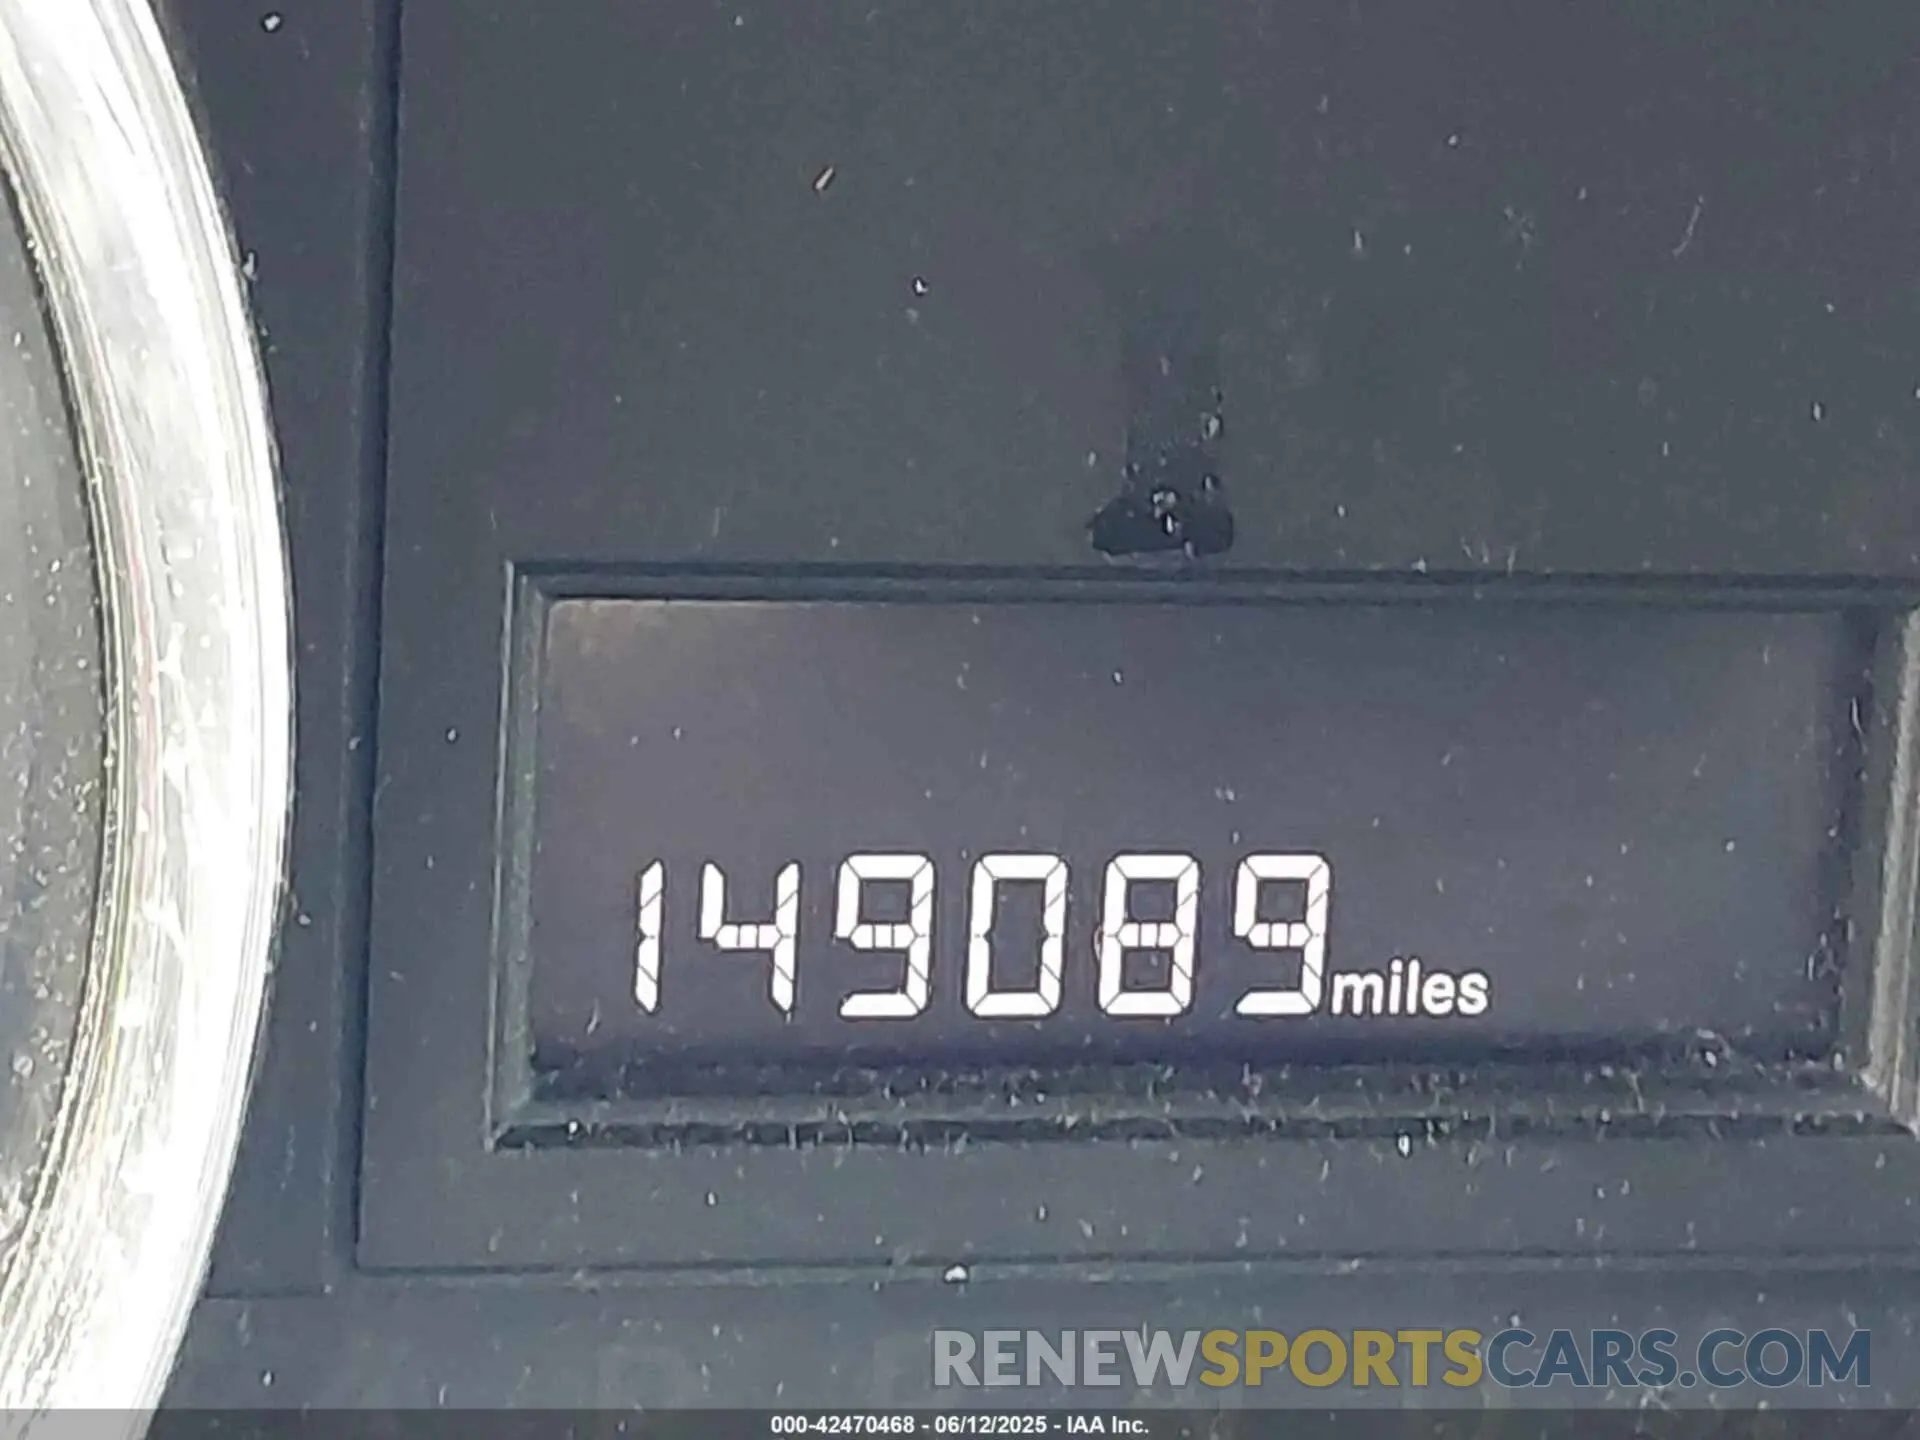 149089miles
RENEWSPORTSCARS.COM
000-42470468 - 06/12/2025 - IAA Inc.